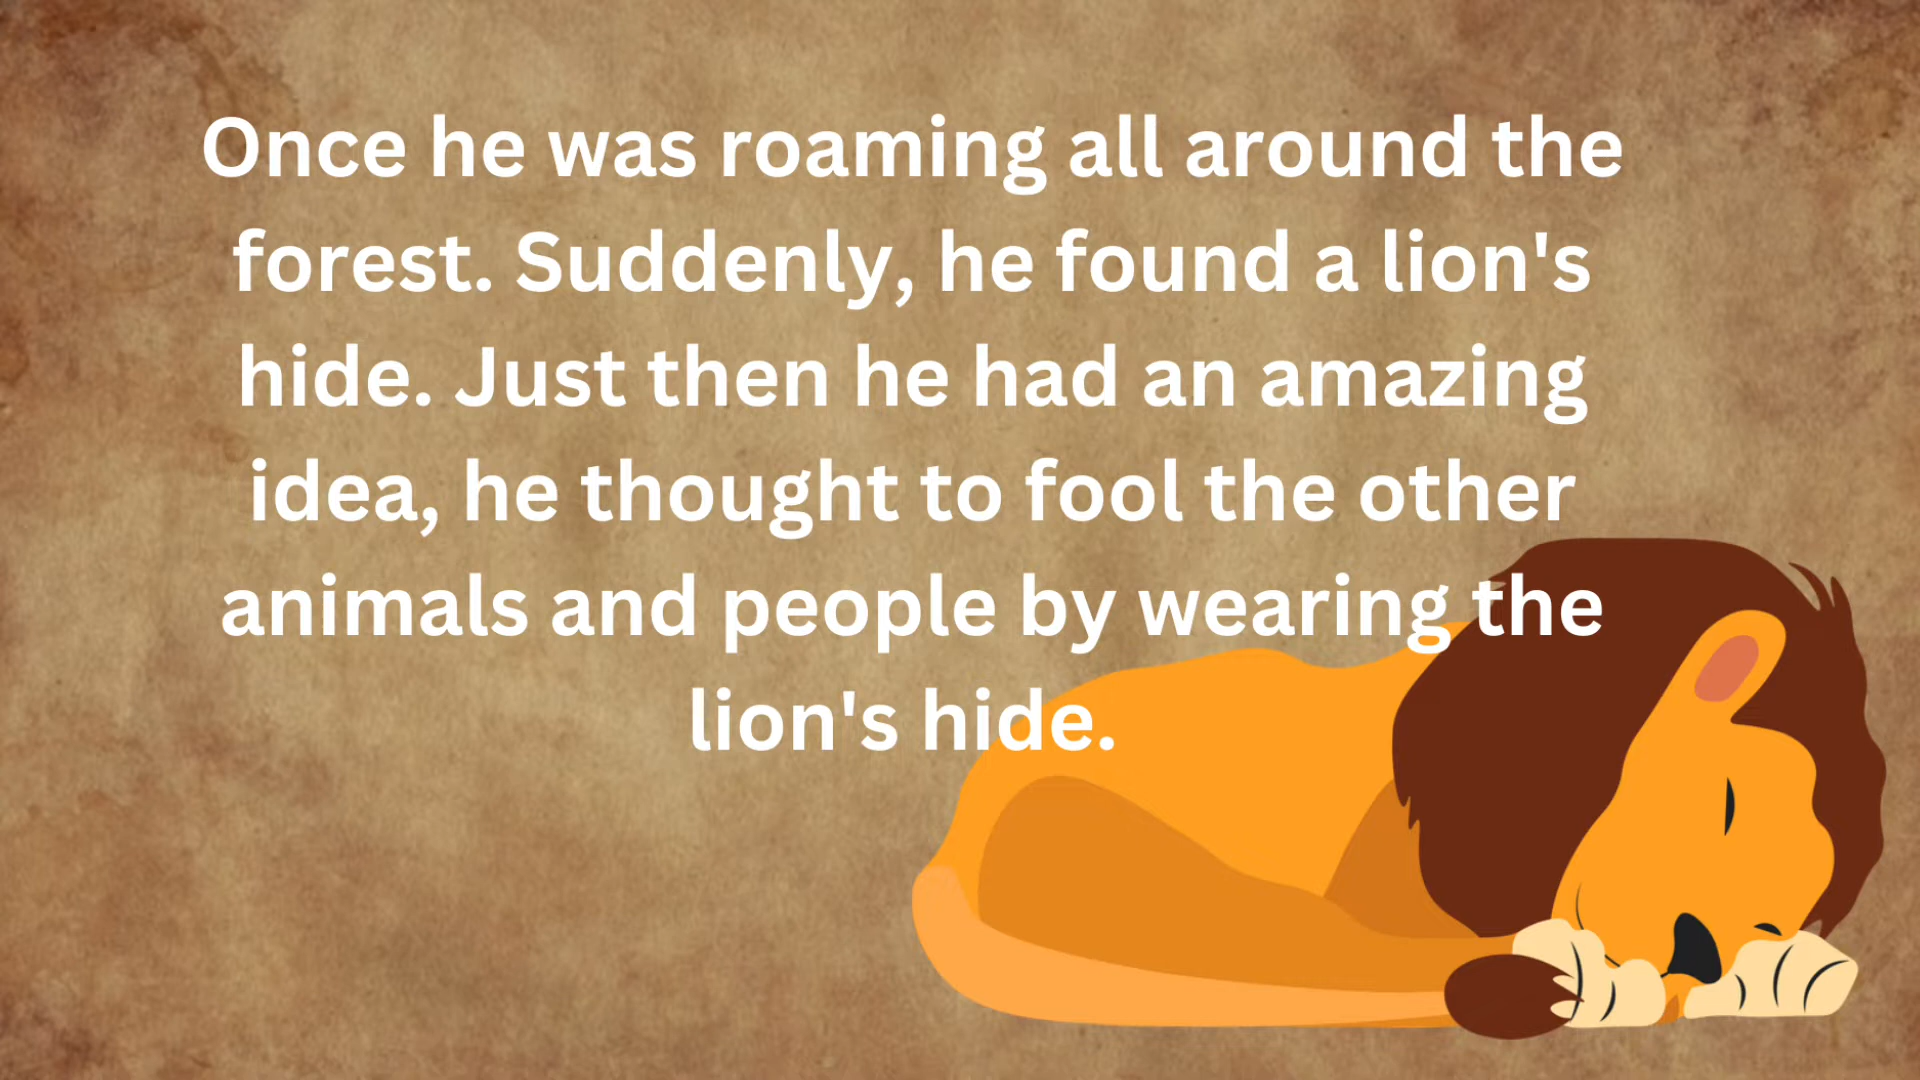 Once he was roaming all around the
forest. Suddenly, he found a lion's
hide. Just then he had an amazing
idea, he thought to fool the other
animals and people by wearing the
lion's hide.